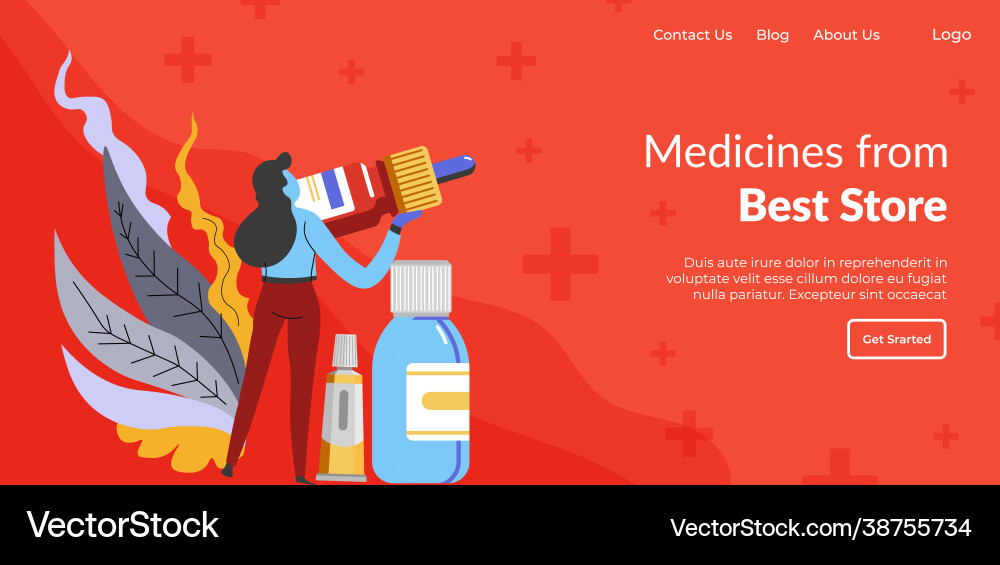 Contact Us Blog About Us Logo
Medicines from
Best Store
Duis aute irure dolor in reprehenderit in
voluptate velit esse cillum dolore eu fugiat
nulla pariatur. Excepteur sint occaecat
Get Srarted
VectorStock
VectorStock.com/38755734